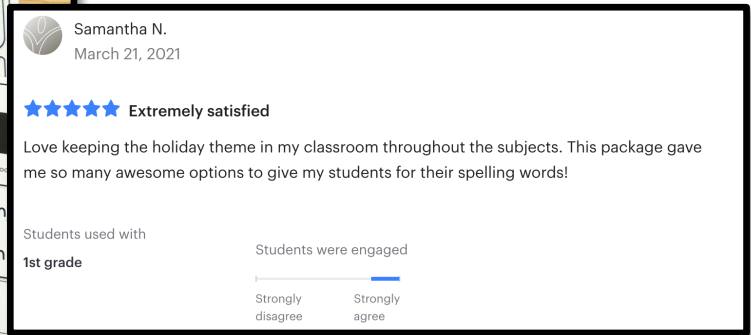 Samantha N.
March 21, 2021
Extremely satisfied
Love keeping the holiday theme in my classroom throughout the subjects. This package gave
me so many awesome options to give my students for their spelling words!
Students used with
1st grade
Students were engaged
Strongly
disagree
Strongly
agree